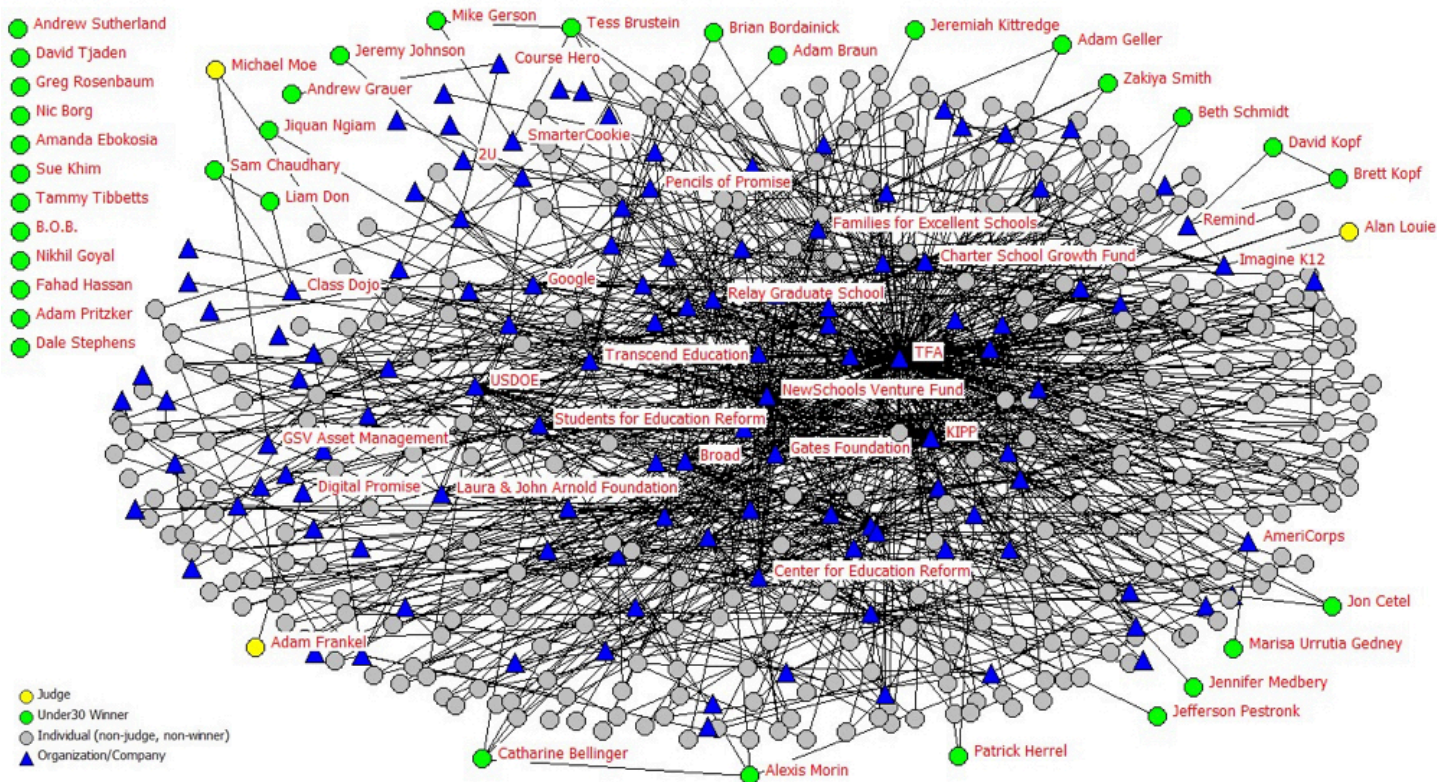 Andrew Sutherland
David Tjaden
Greg Rosenbaum
Nic Borg
Amanda Ebokosia
Sue Khim
Tammy Tibbetts
B.O.B.
Nikhil Goyal
Fahad Hassan
Adam Pritzker
Dale Stephens
Mike Gerson
Tess Brustein
Brian Bordainick
Jeremiah Kittredge
Adam Geller
Jeremy Johnson
Course Hero
Adam Braun
Michael Moe
Zakiya Smith
Andrew Grauer
Beth Schmidt
Jiquan Ngiam
SmarterCookie
David Kopf
2U
Sam Chaudhary
Brett Kopf
Pencils of Promise
Liam Don
Families for Excellent Schools
Remind
Alan Louie
Charter School Growth Fund
Imagine K12
Class Dojo
Google
Relay Graduate School
Transcend Education
TFA
USDOE
NewSchools Venture Fund
Students for Education Reform
KIPP
GSV Asset Management
Broad
Gates Foundation
Digital Promise
Laura & John Arnold Foundation
AmeriCorps
Center for Education Reform
Jon Cetel
Adam Frankel
Marisa Urrutia Gedney
Jennifer Medbery
Jefferson Pestronk
Catharine Bellinger
Alexis Morin
Patrick Herrel
Judge
Under30 Winner
Individual (non-judge, non-winner)
Organization/Company